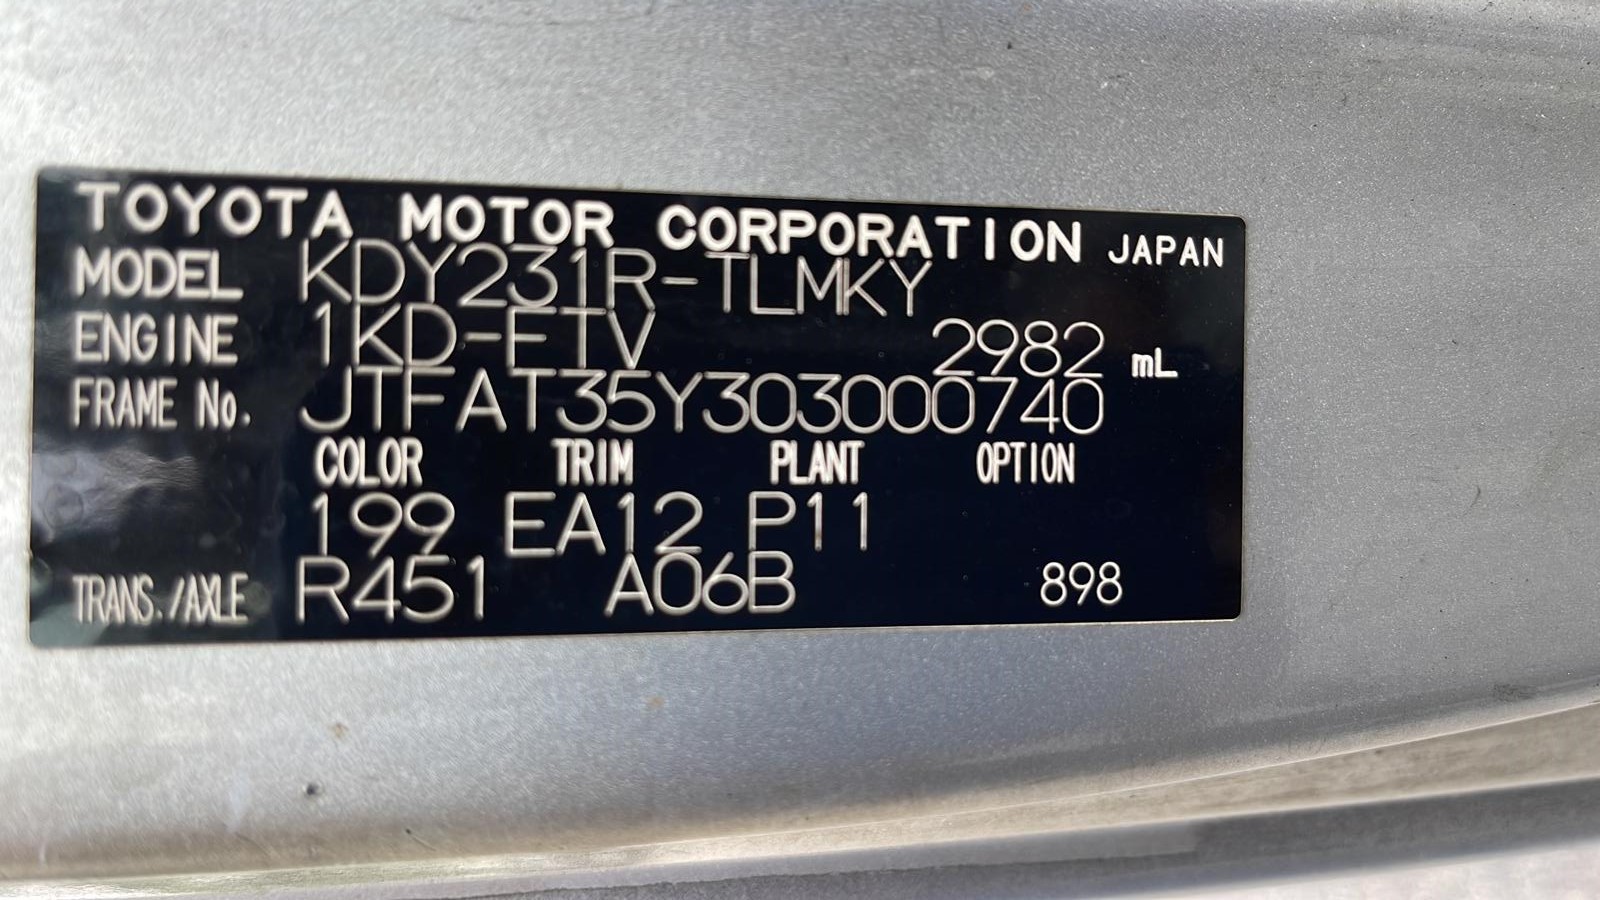 TOYOTA MOTOR CORPORATION JAPAN
MODEL KDY231R-TLMKY
ENGINE 1KD-FTV 2982 mL
FRAME No. JTFAT35Y303000740
COLOR TRIM PLANT OPTION
199 EA12 P11
TRANS./AXLE R451 A06B 898